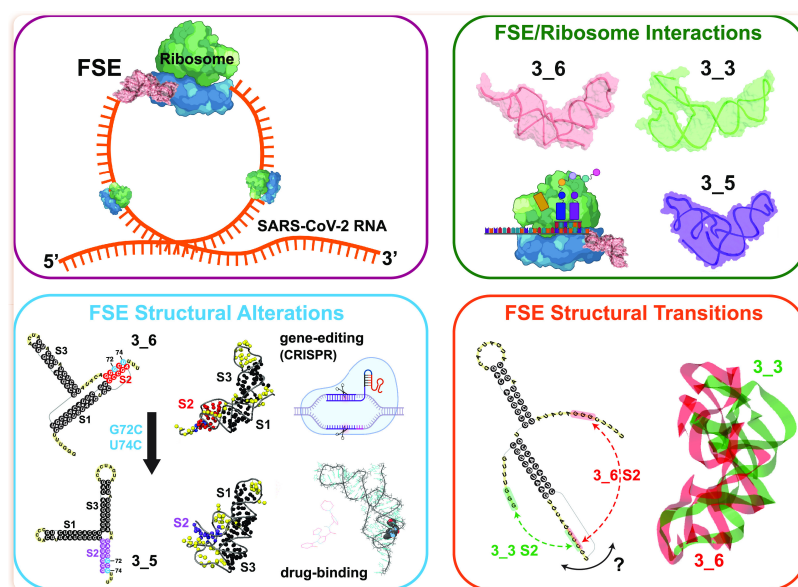 FSE
Ribosome
SARS-CoV-2 RNA
5’
3’
FSE/Ribosome Interactions
3_6
3_3
3_5
FSE Structural Alterations
3_6
S3
72
74
S2
S1
G72C
U74C
S3
S1
S2
72
74
3_5
S3
S2
S1
S1
S2
S3
gene-editing
(CRISPR)
drug-binding
FSE Structural Transitions
3_6 S2
3_3 S2
?
3_3
3_6